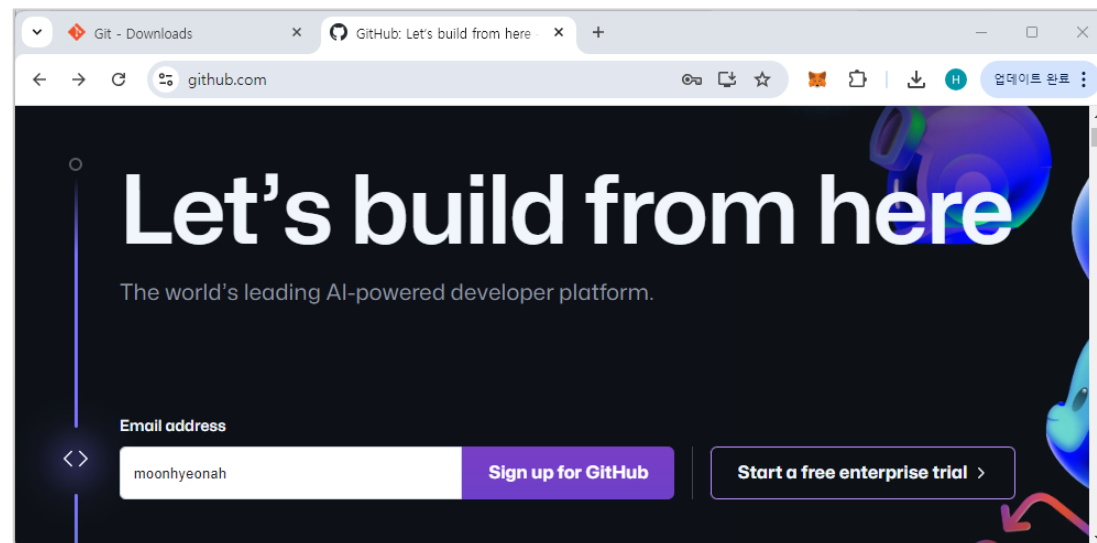 Git - Downloads
GitHub: Let's build from here
github.com
H
업데이트 완료
Let's build from here
The world's leading AI-powered developer platform.
Email address
moonhyeonah
Sign up for GitHub
Start a free enterprise trial